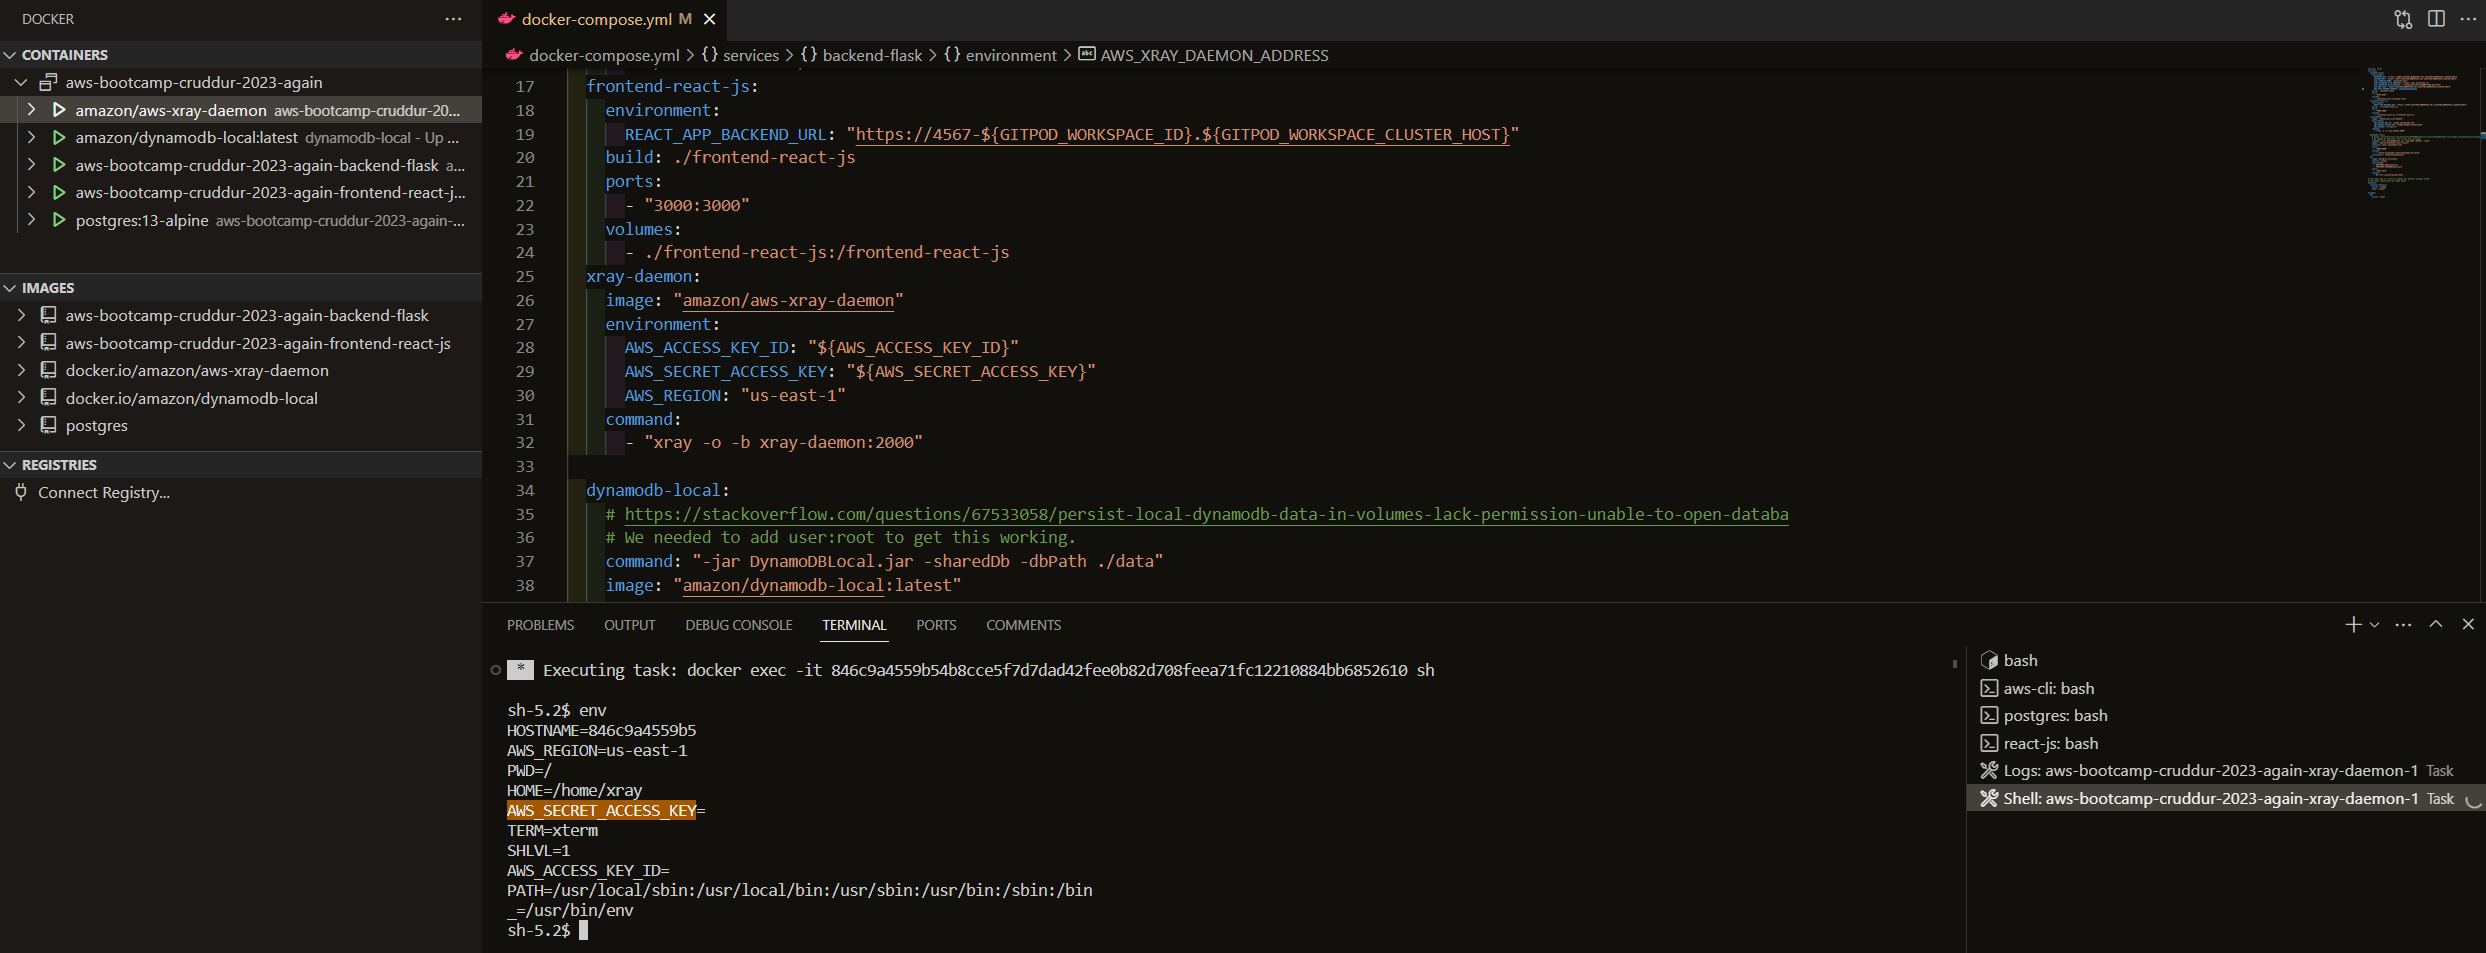 DOCKER
CONTAINERS
aws-bootcamp-cruddur-2023-again
amazon/aws-xray-daemon aws-bootcamp-cruddur-20...
amazon/dynamodb-local:latest dynamodb-local - Up ...
aws-bootcamp-cruddur-2023-again-backend-flask a...
aws-bootcamp-cruddur-2023-again-frontend-react-j...
postgres:13-alpine aws-bootcamp-cruddur-2023-again-...
IMAGES
aws-bootcamp-cruddur-2023-again-backend-flask
aws-bootcamp-cruddur-2023-again-frontend-react-js
docker.io/amazon/aws-xray-daemon
docker.io/amazon/dynamodb-local
postgres
REGISTRIES
Connect Registry...
docker-compose.yml M
docker-compose.yml > {} services > {} backend-flask > {} environment > abc AWS_XRAY_DAEMON_ADDRESS
17 frontend-react-js:
18 environment:
19 REACT_APP_BACKEND_URL: "https://4567-${GITPOD_WORKSPACE_ID}.${GITPOD_WORKSPACE_CLUSTER_HOST}"
20 build: ./frontend-react-js
21 ports:
22 - "3000:3000"
23 volumes:
24 - ./frontend-react-js:/frontend-react-js
25 xray-daemon:
26 image: "amazon/aws-xray-daemon"
27 environment:
28 AWS_ACCESS_KEY_ID: "${AWS_ACCESS_KEY_ID}"
29 AWS_SECRET_ACCESS_KEY: "${AWS_SECRET_ACCESS_KEY}"
30 AWS_REGION: "us-east-1"
31 command:
32 - "xray -o -b xray-daemon:2000"
33
34 dynamodb-local:
35 # https://stackoverflow.com/questions/67533058/persist-local-dynamodb-data-in-volumes-lack-permission-unable-to-open-databa
36 # We needed to add user:root to get this working.
37 command: "-jar DynamoDBLocal.jar -sharedDb -dbPath ./data"
38 image: "amazon/dynamodb-local:latest"
PROBLEMS OUTPUT DEBUG CONSOLE TERMINAL PORTS COMMENTS
* Executing task: docker exec -it 846c9a4559b54b8cce5f7d7dad42fee0b82d708feea71fc12210884bb6852610 sh
sh-5.2$ env
HOSTNAME=846c9a4559b5
AWS_REGION=us-east-1
PWD=/
HOME=/home/xray
AWS_SECRET_ACCESS_KEY=
TERM=xterm
SHLVL=1
AWS_ACCESS_KEY_ID=
PATH=/usr/local/sbin:/usr/local/bin:/usr/sbin:/usr/bin:/sbin:/bin
_=/usr/bin/env
sh-5.2$
bash
aws-cli: bash
postgres: bash
react-js: bash
Logs: aws-bootcamp-cruddur-2023-again-xray-daemon-1 Task
Shell: aws-bootcamp-cruddur-2023-again-xray-daemon-1 Task